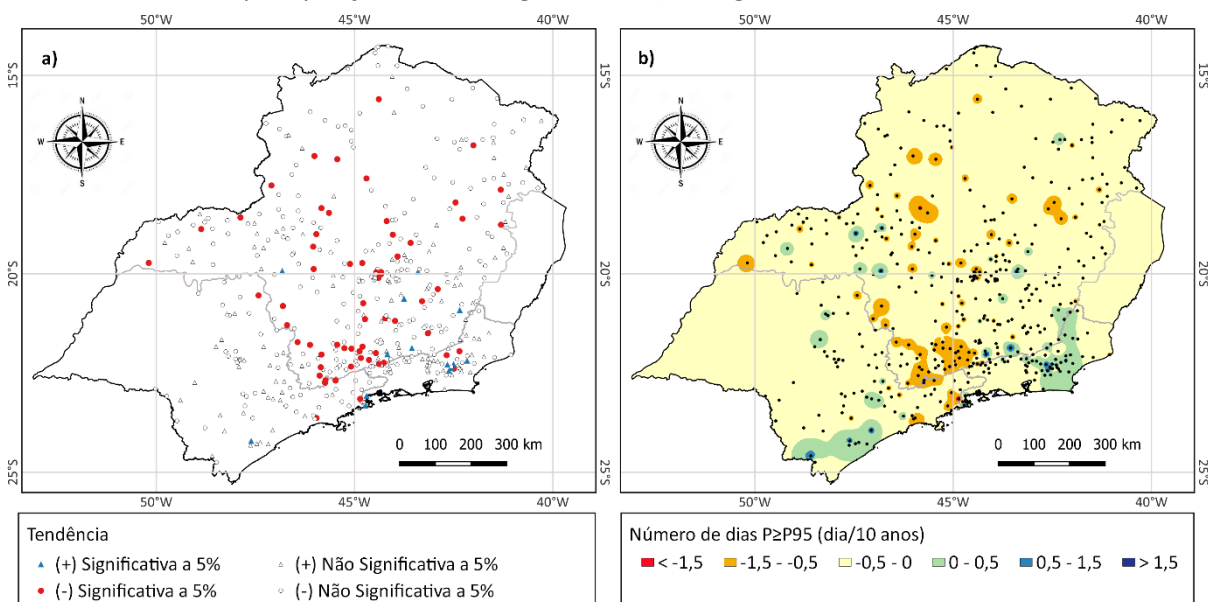 50°W 45°W 40°W
50°W 45°W 40°W
a)
b)
15°S
15°S
15°S
N
W E
S
N
W E
S
20°S
20°S
20°S
0 100 200 300 km
0 100 200 300 km
25°S
25°S
25°S
50°W 45°W 40°W
50°W 45°W 40°W
Tendência
(+) Significativa a 5% (+) Não Significativa a 5%
(-) Significativa a 5% (-) Não Significativa a 5%
Número de dias P≥P95 (dia/10 anos)
< -1,5 -1,5 - -0,5 -0,5 - 0 0 - 0,5 0,5 - 1,5 > 1,5